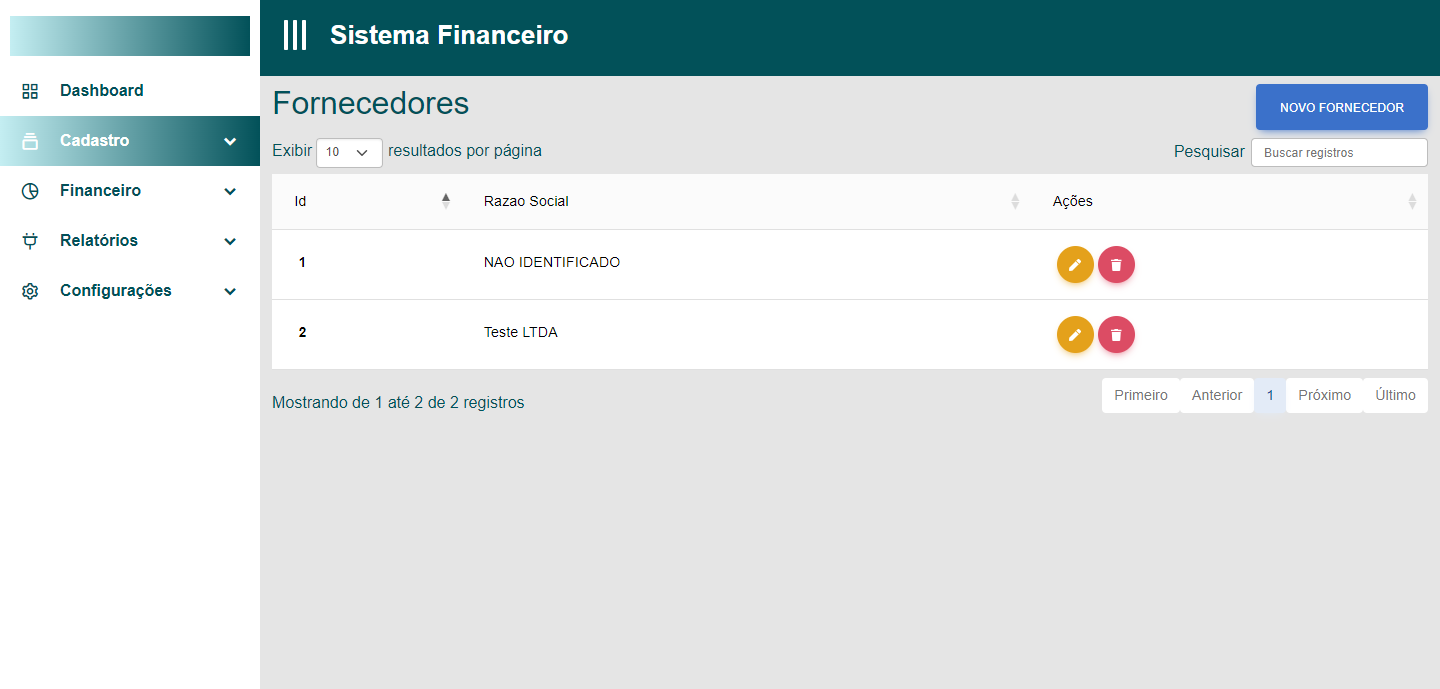 Sistema Financeiro
Dashboard
Cadastro
Financeiro
Relatórios
Configurações
Fornecedores
NOVO FORNECEDOR
Exibir 10 resultados por página
Pesquisar Buscar registros
Id Razao Social Ações
1 NAO IDENTIFICADO
2 Teste LTDA
Mostrando de 1 até 2 de 2 registros
Primeiro Anterior 1 Próximo Último